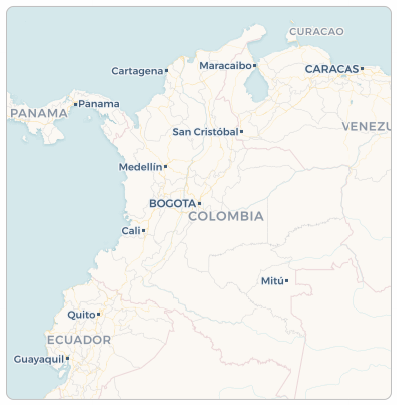 CURACAO
Maracaibo
CARACAS
Cartagena
Panama
PANAMA
VENEZU
San Cristóbal
Medellín
BOGOTA
COLOMBIA
Cali
Mitú
Quito
ECUADOR
Guayaquil